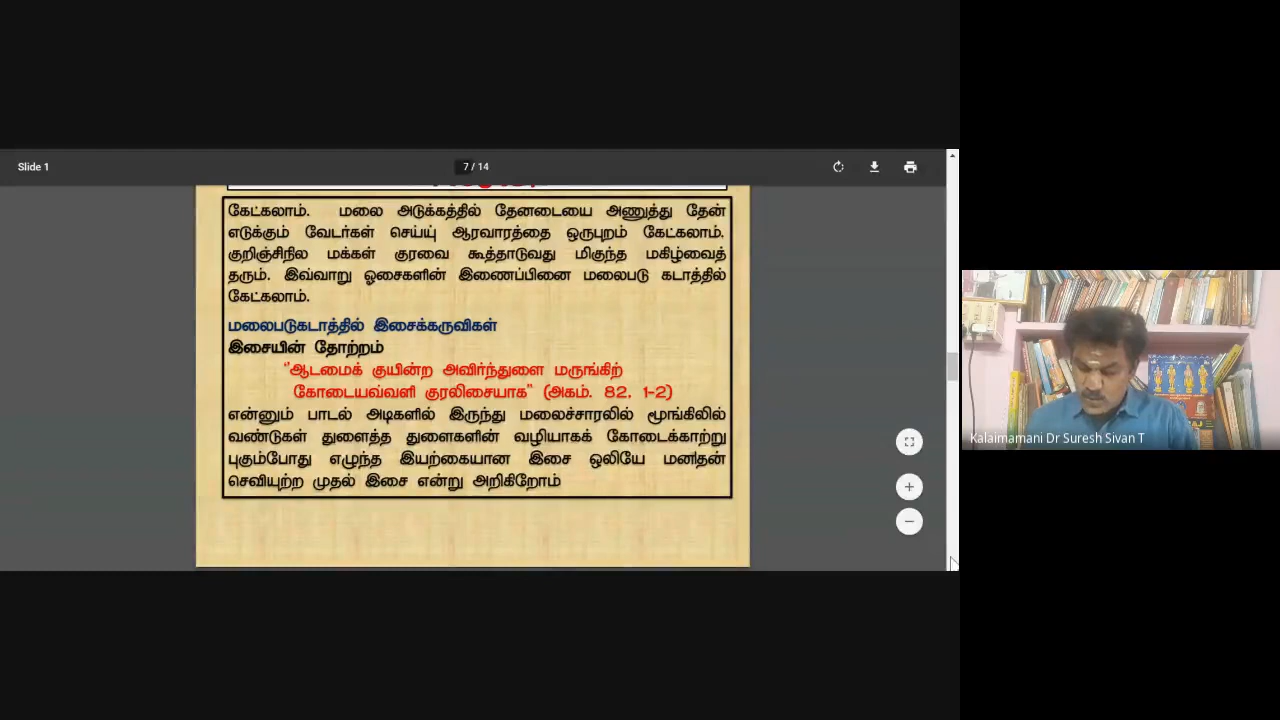 Slide 1
7 / 14
கேட்கலாம். மலை அடுக்கத்தில் தேனடையை அணுத்து தேன்
எடுக்கும் வேடர்கள் செய்யு ஆரவாரத்தை ஒருபுறம் கேட்கலாம்.
குறிஞ்சிநில மக்கள் குரவை கூத்தாடுவது மிகுந்த மகிழ்வைத்
தரும். இவ்வாறு ஓசைகளின் இணைப்பினை மலைபடு கடாத்தில்
கேட்கலாம்.
மலைபடுகடாத்தில் இசைக்கருவிகள்
இசையின் தோற்றம்
"ஆடமைக் குயின்ற அவிர்ந்துளை மருங்கிற்
கோடையவ்வளி குரலிசையாக" (அகம். 82, 1-2)
என்னும் பாடல் அடிகளில் இருந்து மலைச்சாரலில் மூங்கிலில்
வண்டுகள் துளைத்த துளைகளின் வழியாகக் கோடைக்காற்று
புகும்போது எழுந்த இயற்கையான இசை ஒலியே மனிதன்
செவியுற்ற முதல் இசை என்று அறிகிறோம்
Kalaimamani Dr Suresh Sivan T